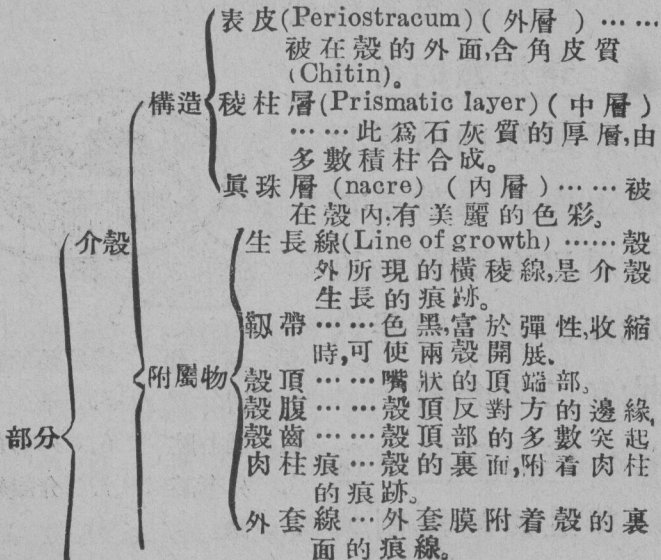 表皮(Periostracum)(外層)……
被在殼的外面,含角皮質
(Chitin)。
構造
稜柱層(Prismatic layer)(中層)
……此爲石灰質的厚層,由
多數積柱合成。
眞珠層(nacre)(內層)……被
在殼內,有美麗的色彩。
介殼
生長線(Line of growth)……殼
外所現的橫稜線,是介殼
生長的痕跡。
靱帶……色黑,富於彈性,收縮
時,可使兩殼開展。
附屬物
殼頂……嘴狀的頂端部。
殼腹……殼頂反對方的邊緣,
部分
殼齒……殼頂部的多數突起
肉柱痕…殼的裏面,附着肉柱
的痕跡。
外套線…外套膜附着殼的裏
面的痕線。